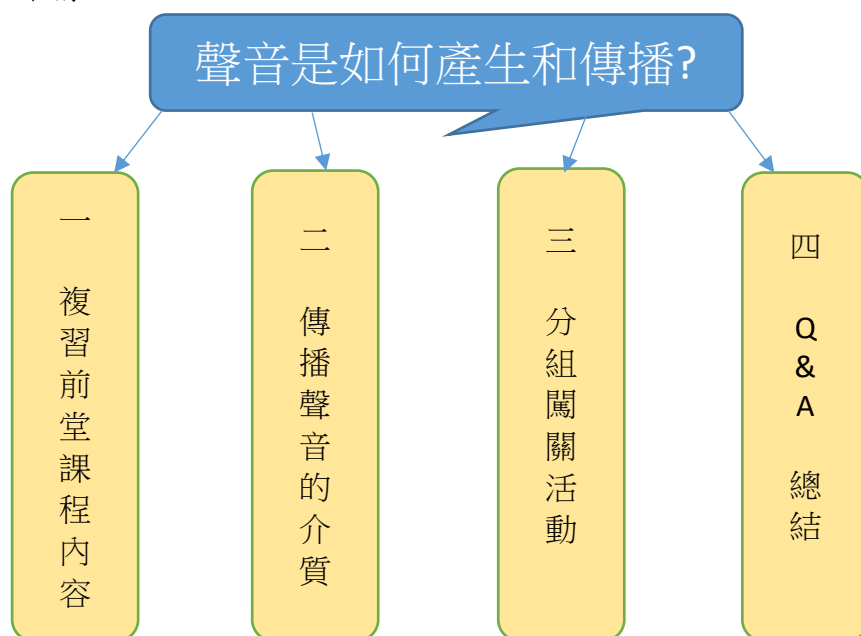 聲音是如何產生和傳播?
一 複習前堂課程內容
二 傳播聲音的介質
三 分組闖關活動
四 Q&A 總結